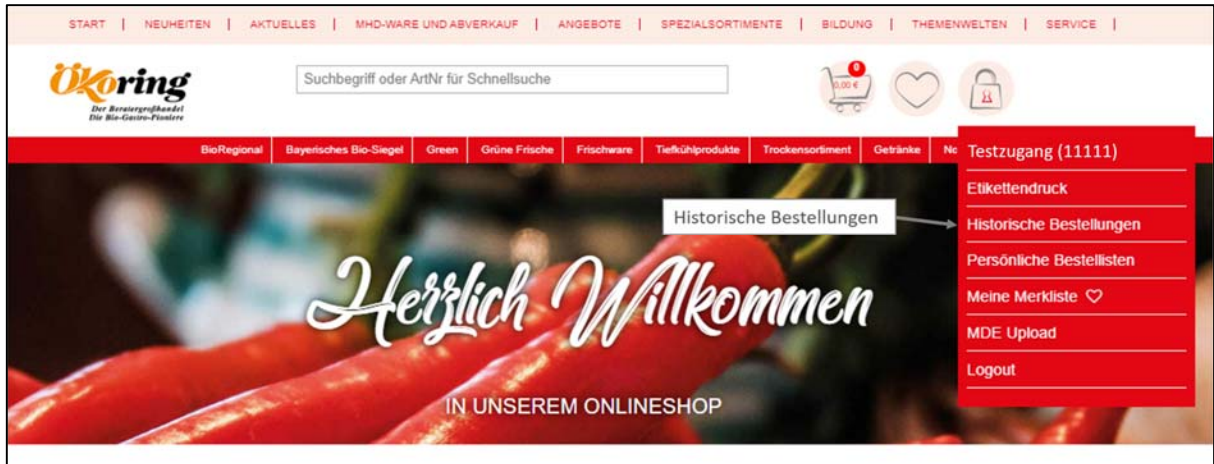 START | NEUHEITEN | AKTUELLES | MHD-WARE UND ABVERKAUF | ANGEBOTE | SPEZIALSORTIMENTE | BILDUNG | THEMENWELTEN | SERVICE |
ÖKOring
Der Beratergroßhandel
Die Bio-Gastro-Pioniere
Suchbegriff oder ArtNr für Schnellsuche
0
0,00 €
BioRegional | Bayerisches Bio-Siegel | Green | Grüne Frische | Frischware | Tiefkühlprodukte | Trockensortiment | Getränke | No
Testzugang (11111)
Etikettendruck
Historische Bestellungen
Persönliche Bestellisten
Meine Merkliste ♡
MDE Upload
Logout
Historische Bestellungen
Herzlich Willkommen
IN UNSEREM ONLINESHOP